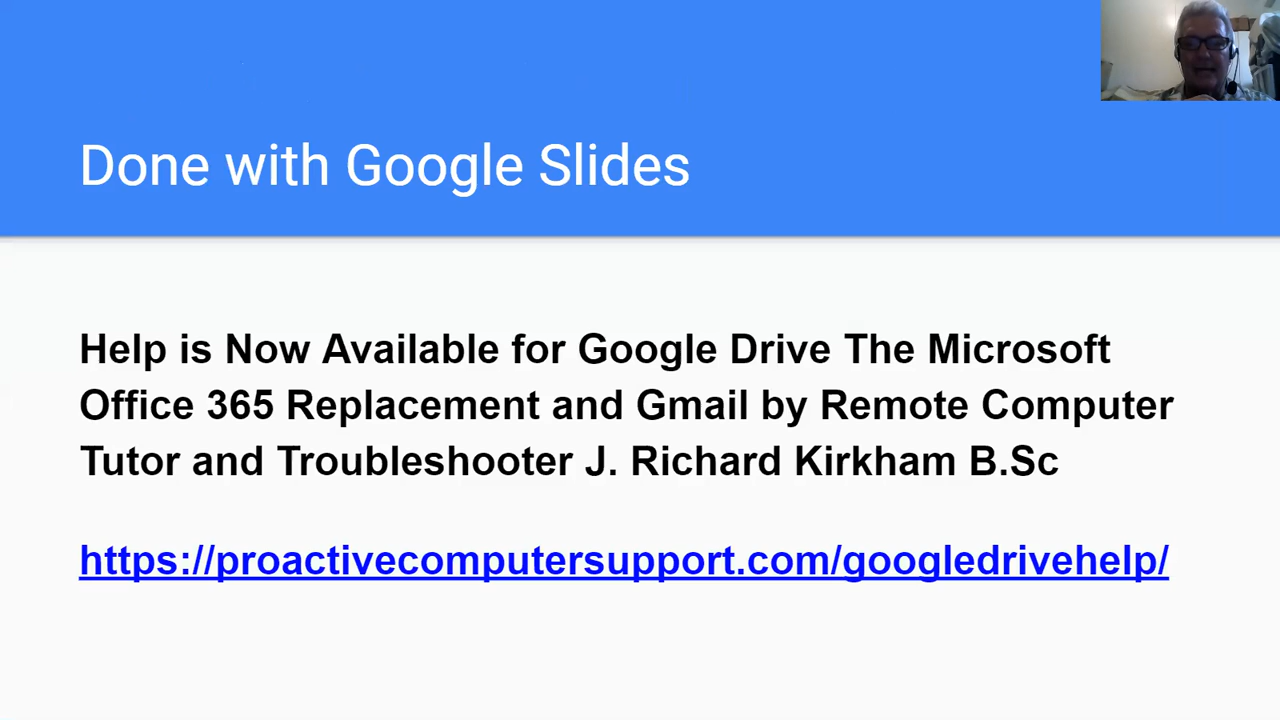 Done with Google Slides
Help is Now Available for Google Drive The Microsoft
Office 365 Replacement and Gmail by Remote Computer
Tutor and Troubleshooter J. Richard Kirkham B.Sc
https://proactivecomputersupport.com/googledrivehelp/